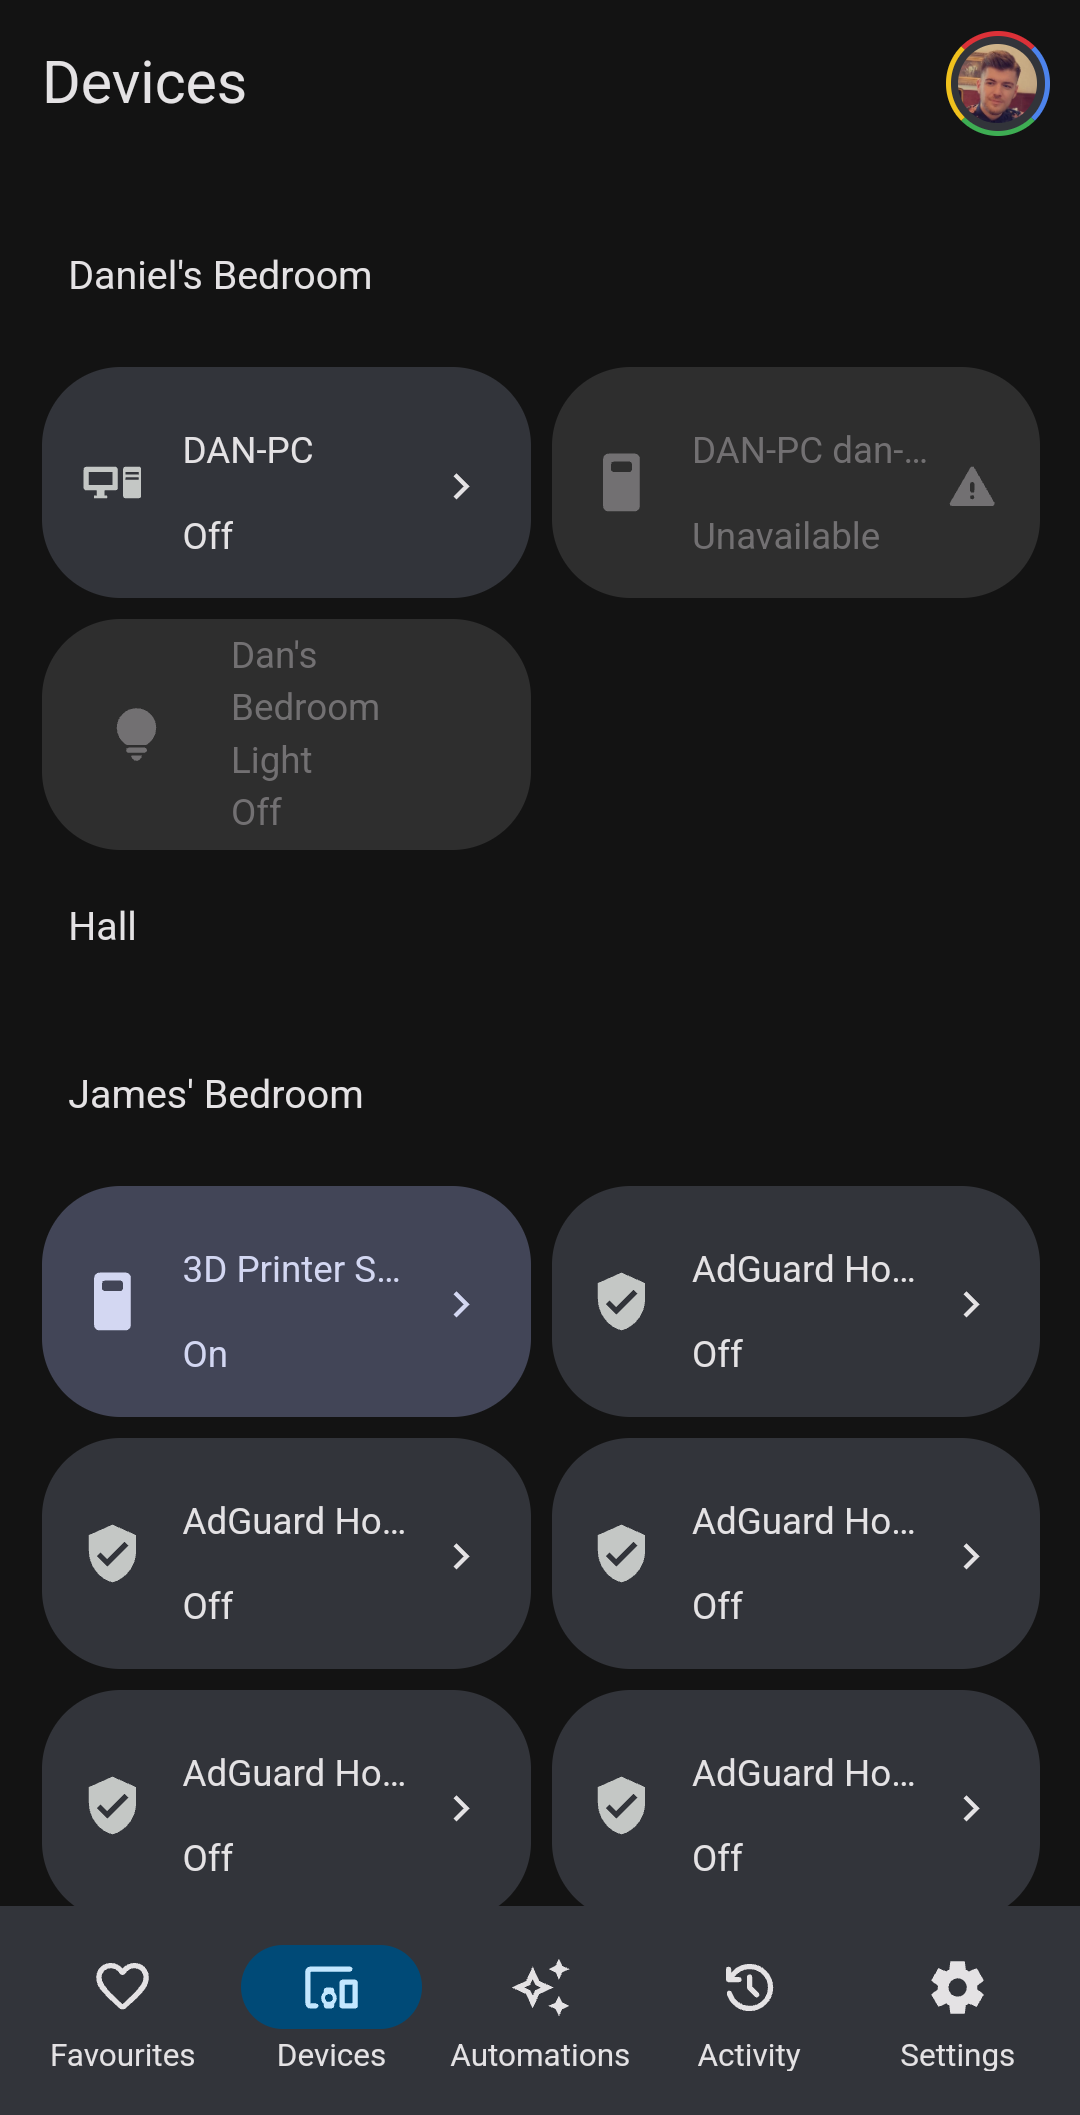 Devices
Daniel's Bedroom
DAN-PC
Off
DAN-PC dan-...
Unavailable
Dan's
Bedroom
Light
Off
Hall
James' Bedroom
3D Printer S...
On
AdGuard Ho...
Off
AdGuard Ho...
Off
AdGuard Ho...
Off
AdGuard Ho...
Off
AdGuard Ho...
Off
Favourites
Devices
Automations
Activity
Settings